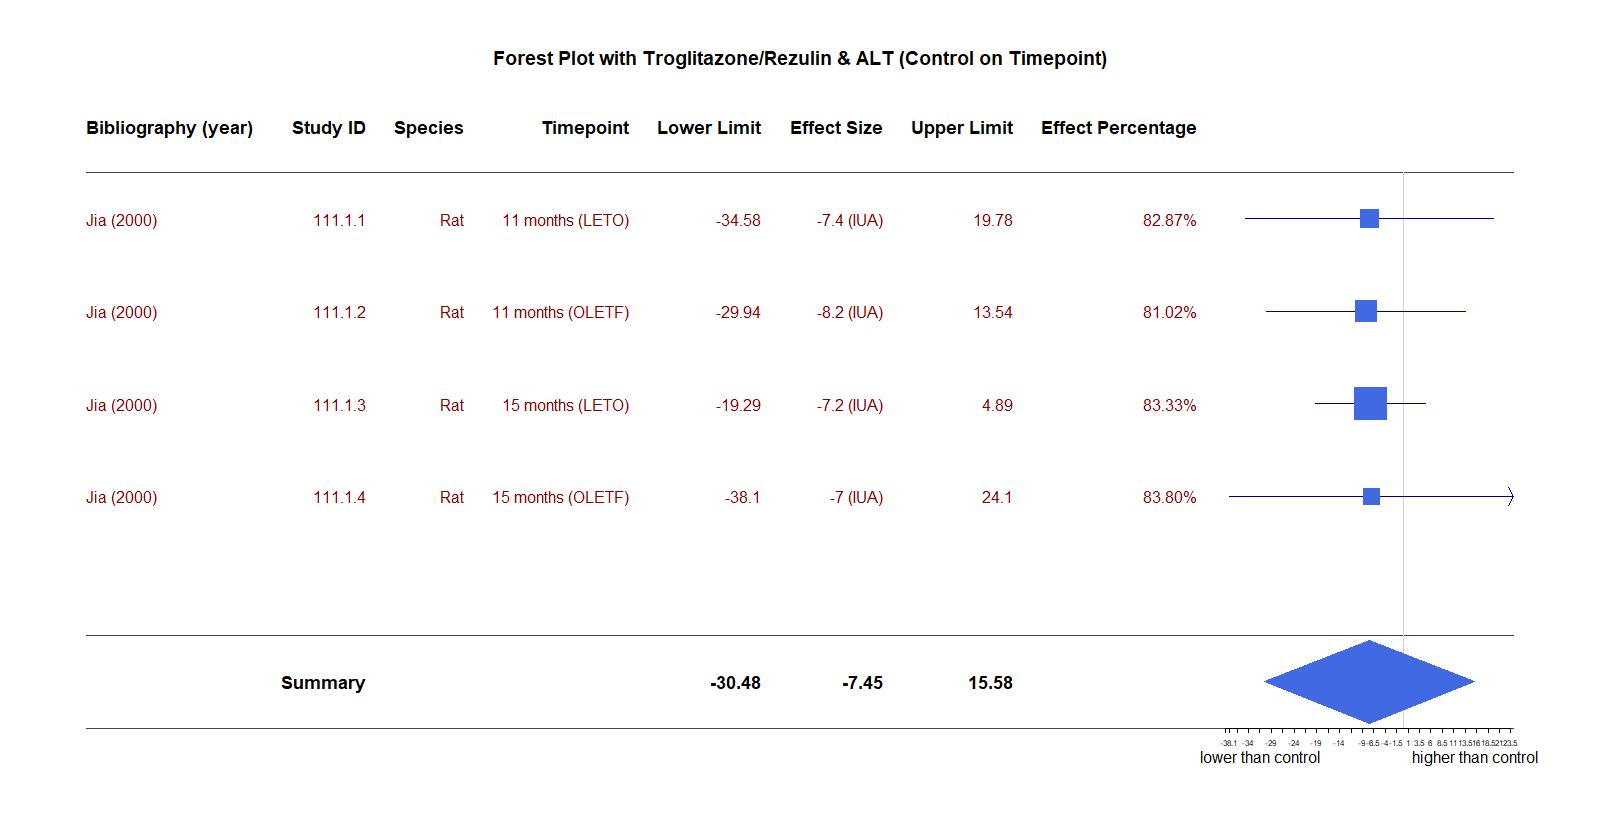 Forest Plot with Troglitazone/Rezulin & ALT (Control on Timepoint)
Bibliography (year) Study ID Species Timepoint Lower Limit Effect Size Upper Limit Effect Percentage
Jia (2000) 111.1.1 Rat 11 months (LETO) -34.58 -7.4 (IUA) 19.78 82.87%
Jia (2000) 111.1.2 Rat 11 months (OLETF) -29.94 -8.2 (IUA) 13.54 81.02%
Jia (2000) 111.1.3 Rat 15 months (LETO) -19.29 -7.2 (IUA) 4.89 83.33%
Jia (2000) 111.1.4 Rat 15 months (OLETF) -38.1 -7 (IUA) 24.1 83.80%
Summary -30.48 -7.45 15.58
-38.1 -34 -29 -24 -19 -14 -9 -6.5 -4 -1.5 1 3.5 6 8.5 11 13.5 16 18.5 21 23.5
lower than control higher than control